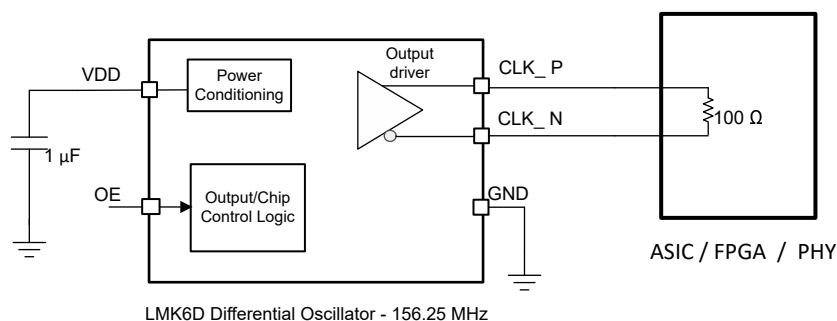 VDD
Power
Conditioning
Output
driver
CLK_ P
CLK_ N
100 Ω
1 µF
OE
Output/Chip
Control Logic
GND
ASIC / FPGA / PHY
LMK6D Differential Oscillator - 156.25 MHz